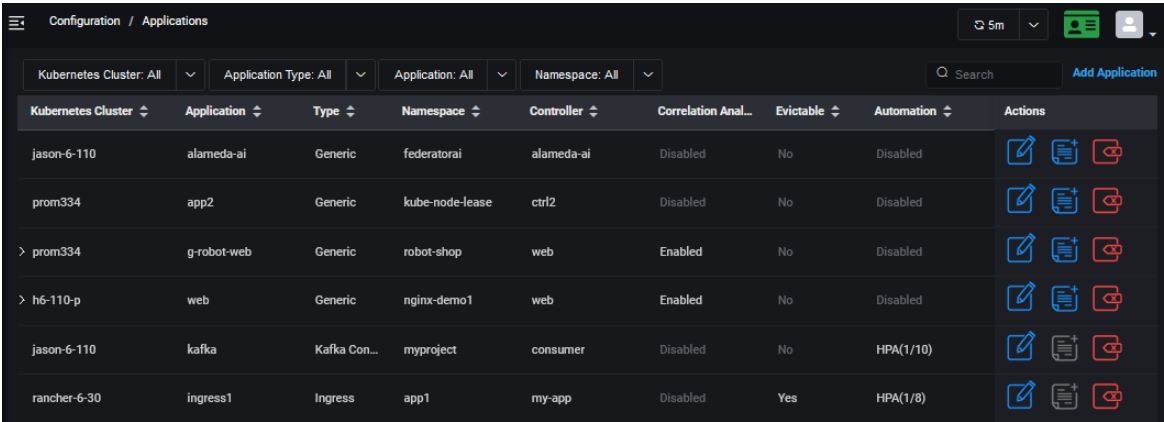 Configuration / Applications
5m
Kubernetes Cluster: All Application Type: All Application: All Namespace: All Search Add Application
Kubernetes Cluster Application Type Namespace Controller Correlation Anal... Evictable Automation Actions
jason-6-110 alameda-ai Generic federatorai alameda-ai Disabled No Disabled
prom334 app2 Generic kube-node-lease ctrl2 Disabled No Disabled
prom334 g-robot-web Generic robot-shop web Enabled No Disabled
h6-110-p web Generic nginx-demo1 web Enabled No Disabled
jason-6-110 kafka Kafka Con... myproject consumer Disabled No HPA(1/10)
rancher-6-30 ingress1 Ingress app1 my-app Disabled Yes HPA(1/8)